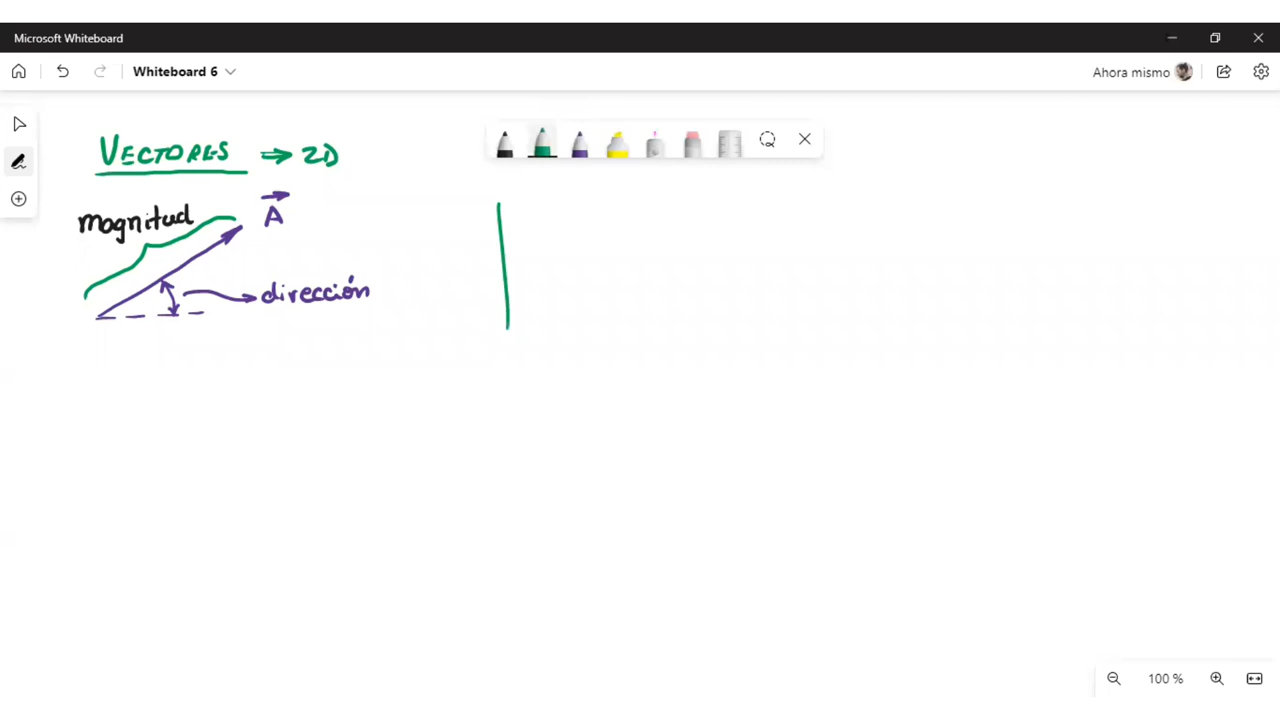 Microsoft Whiteboard
Whiteboard 6
Ahora mismo
VECTORES ⇒ 2D
magnitud
A
dirección
100 %